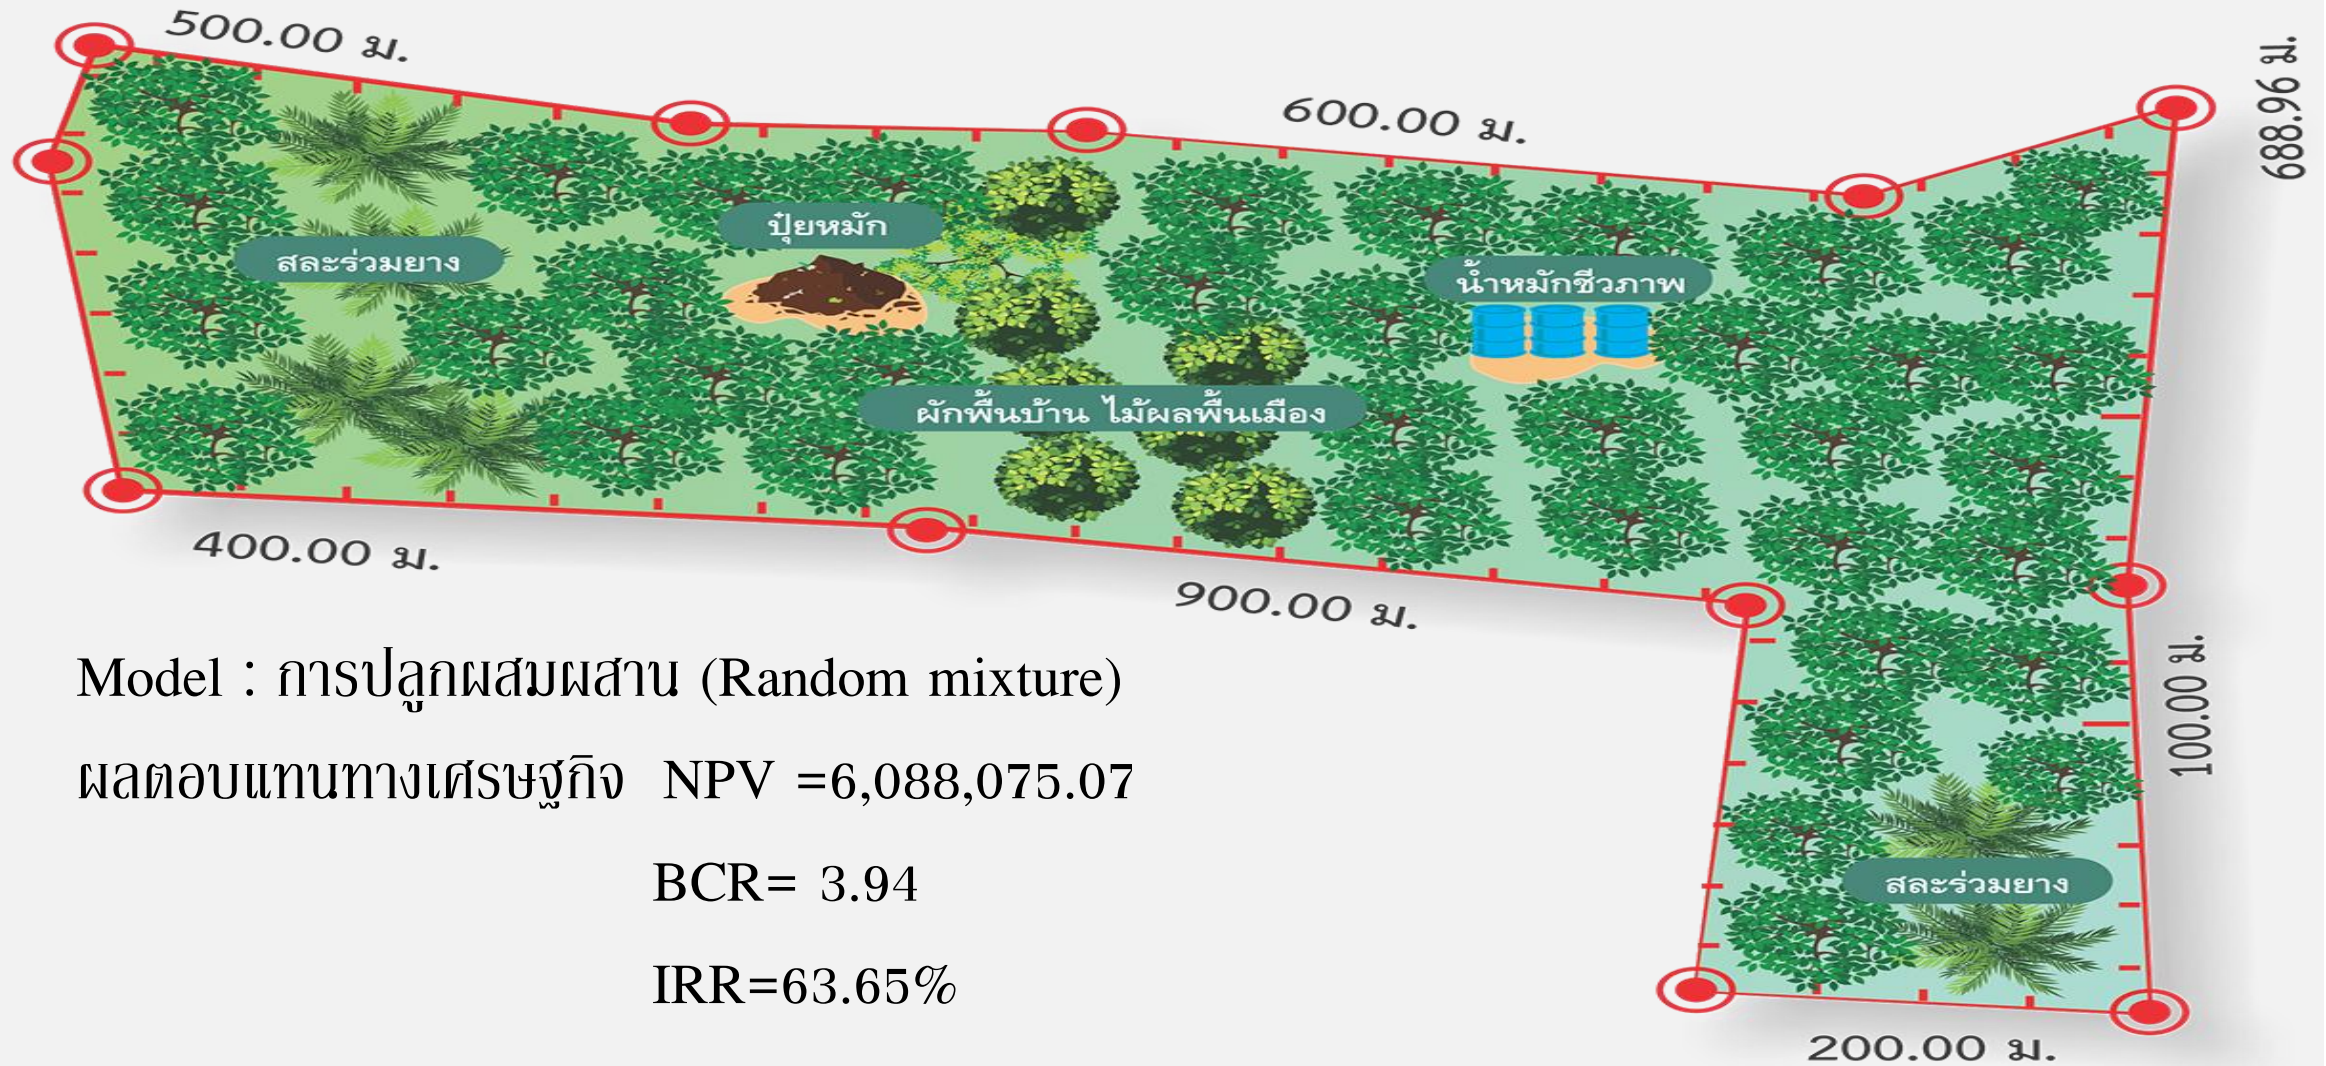 500.00 ม.
600.00 ม.
688.96 ม.
ปุ๋ยหมัก
สละร่วมยาง
น้ำหมักชีวภาพ
ผักพื้นบ้าน ไม้ผลพื้นเมือง
400.00 ม.
900.00 ม.
100.00 ม.
Model : การปลูกผสมผสาน (Random mixture)
ผลตอบแทนทางเศรษฐกิจ NPV =6,088,075.07
BCR= 3.94
สละร่วมยาง
IRR=63.65%
200.00 ม.